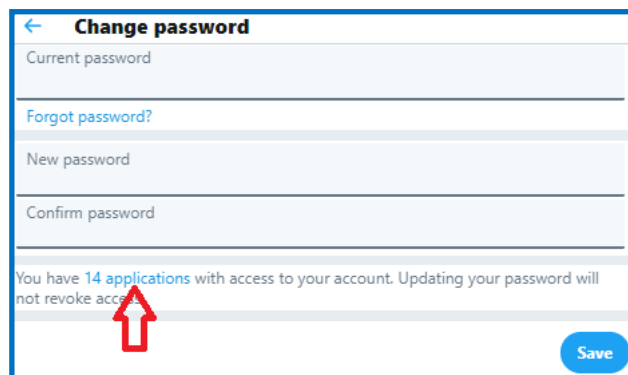 Change password
Current password
Forgot password?
New password
Confirm password
You have 14 applications with access to your account. Updating your password will
not revoke access.
Save